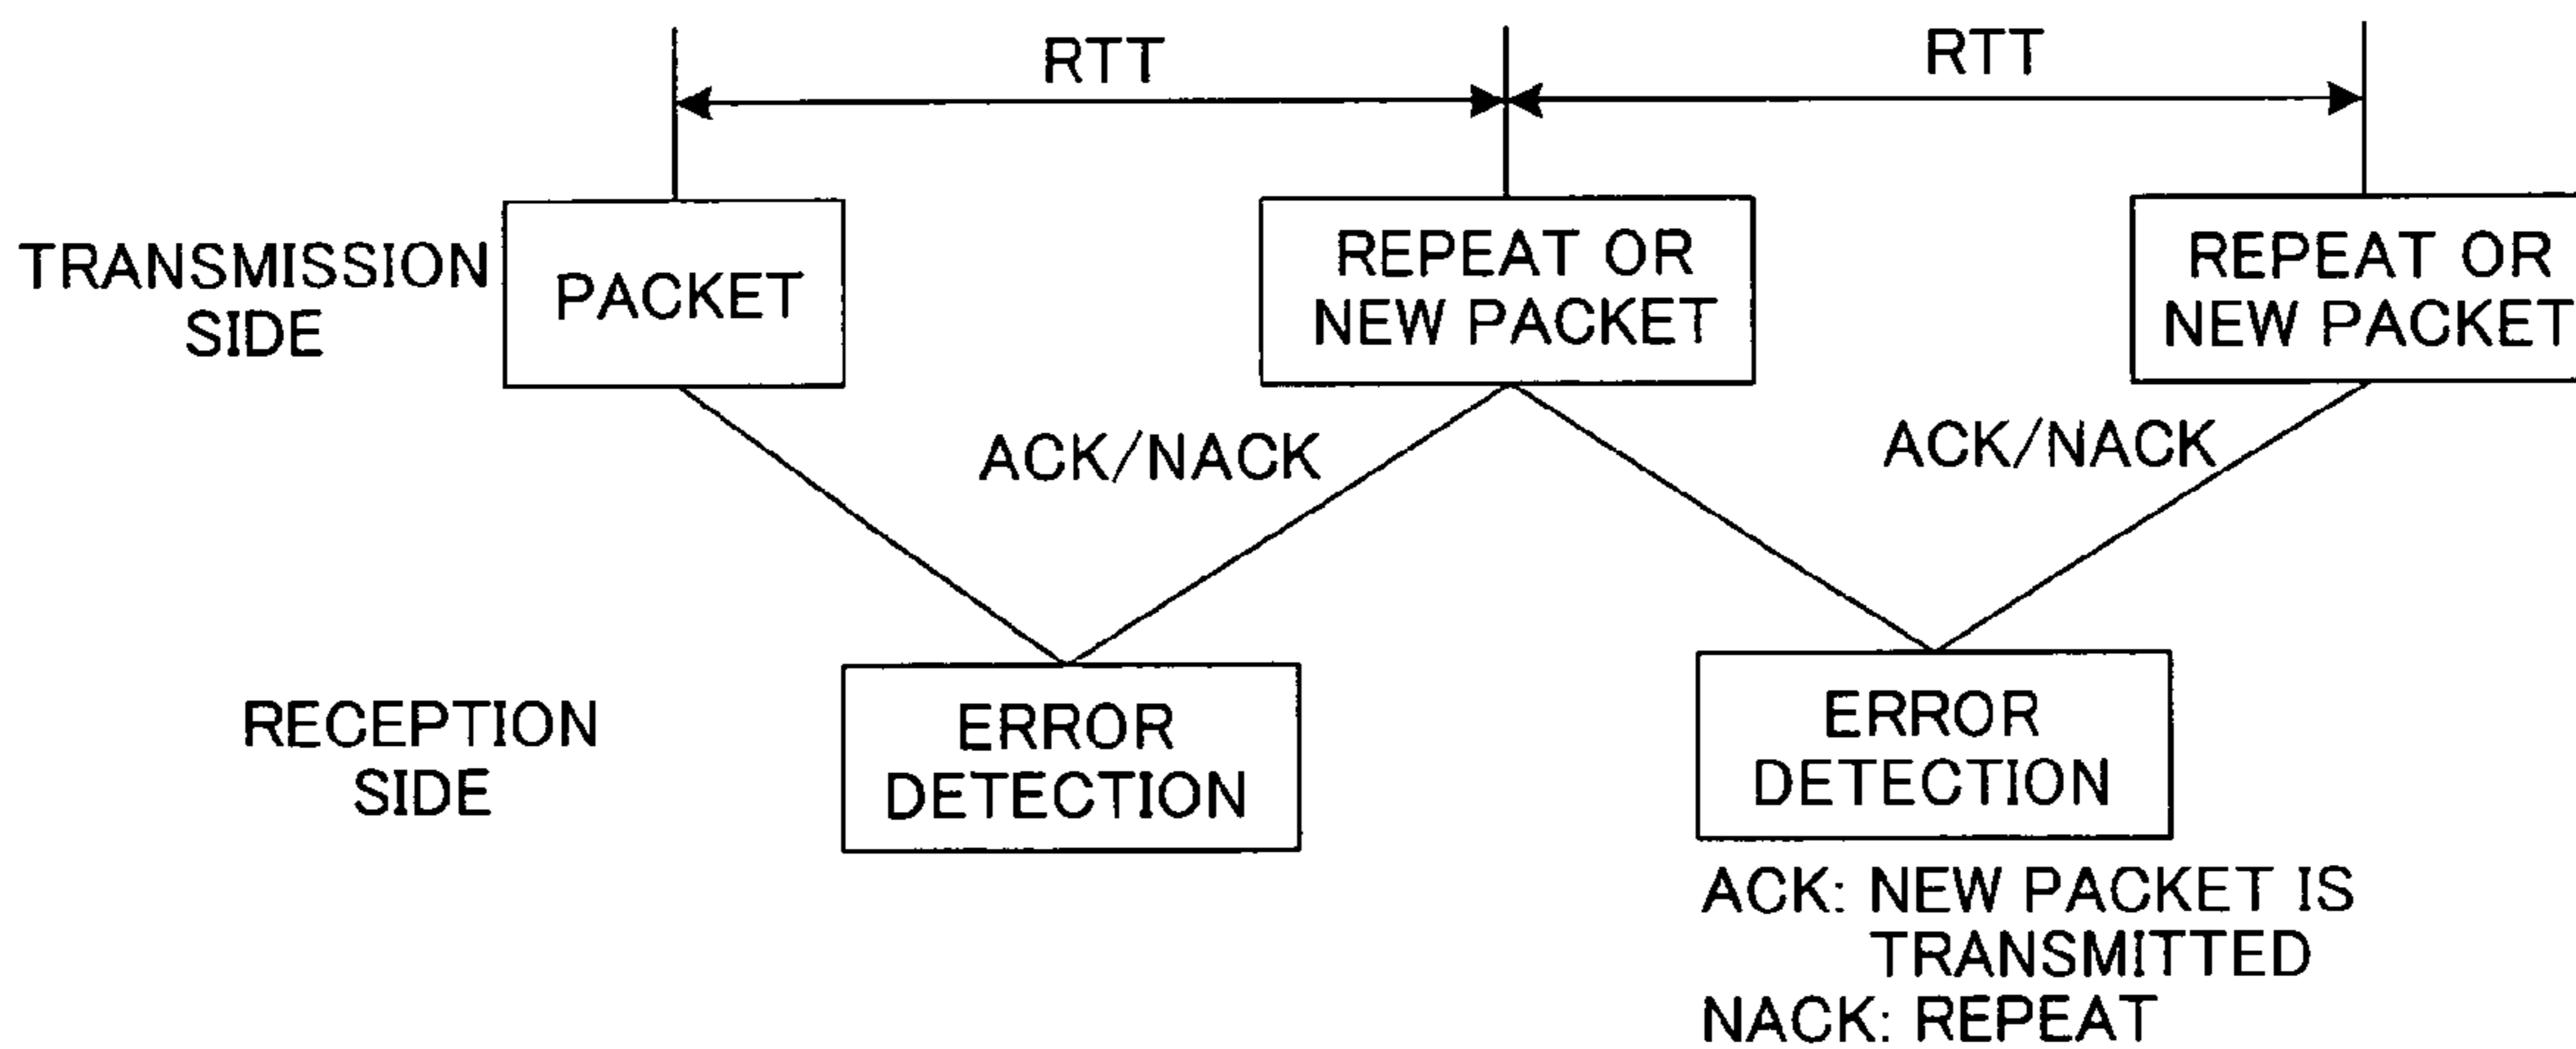 RTT
RTT
TRANSMISSION
SIDE
PACKET
REPEAT OR
NEW PACKET
REPEAT OR
NEW PACKET
ACK/NACK
ACK/NACK
RECEPTION
SIDE
ERROR
DETECTION
ERROR
DETECTION
ACK: NEW PACKET IS
TRANSMITTED
NACK: REPEAT